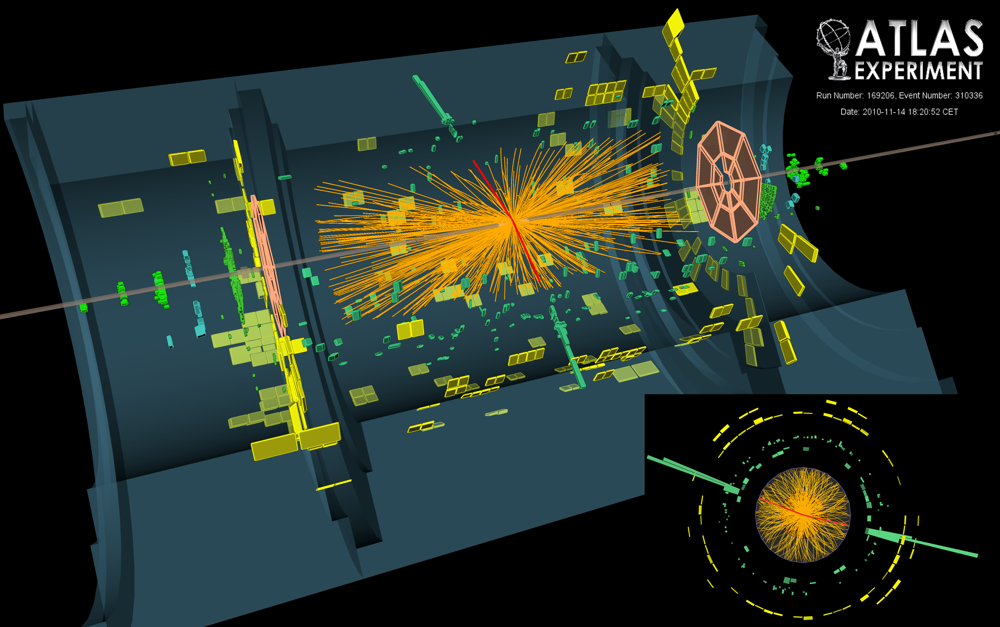 ATLAS
EXPERIMENT
Run Number: 169206, Event Number: 310336
Date: 2010-11-14 18:20:52 CET